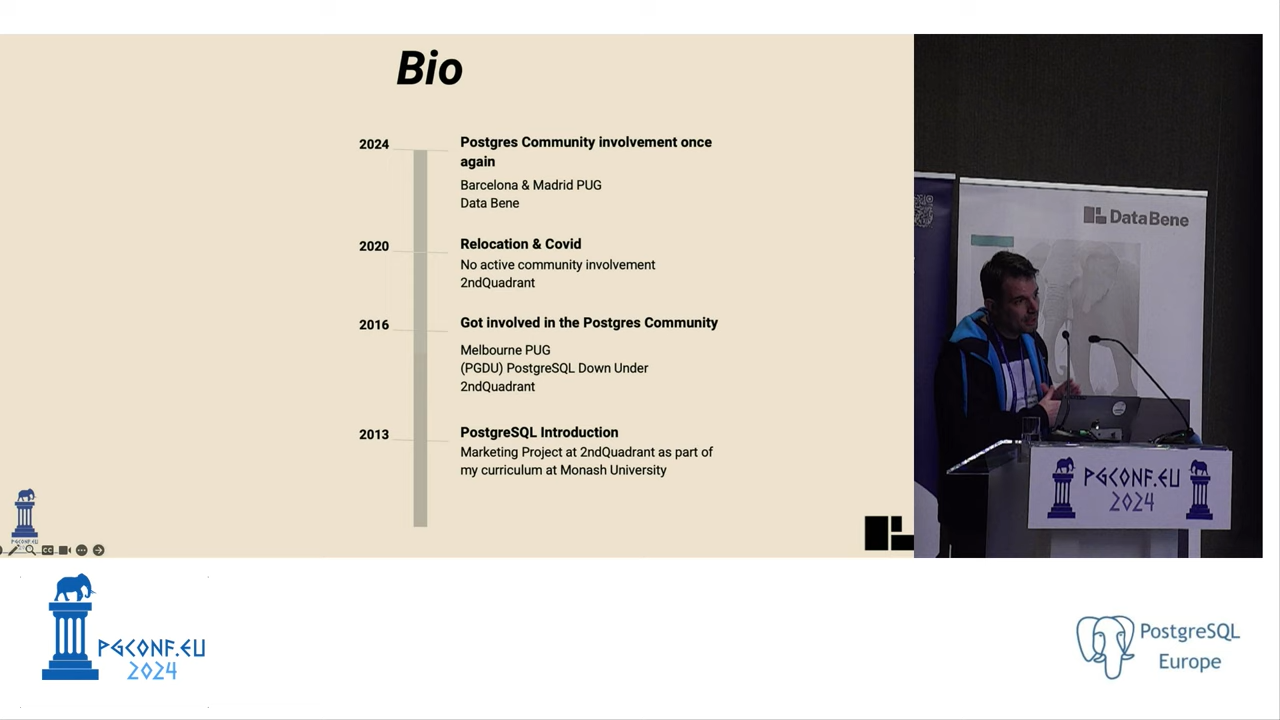 Bio
2024
Postgres Community involvement once
again
Barcelona & Madrid PUG
Data Bene
2020
Relocation & Covid
No active community involvement
2ndQuadrant
2016
Got involved in the Postgres Community
Melbourne PUG
(PGDU) PostgreSQL Down Under
2ndQuadrant
2013
PostgreSQL Introduction
Marketing Project at 2ndQuadrant as part of
my curriculum at Monash University
CC
Data Bene
PGCONF.EU
2024
PGCONF.EU
2024
PostgreSQL
Europe